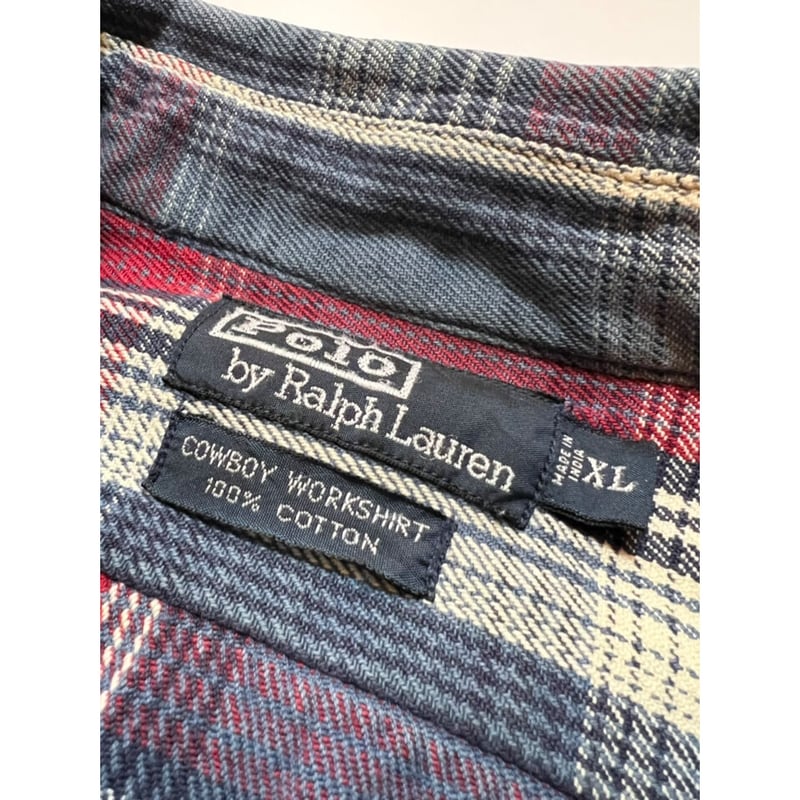 Polo
by Ralph Lauren
MADE IN
INDIA
XL
COWBOY WORKSHIRT
100% COTTON